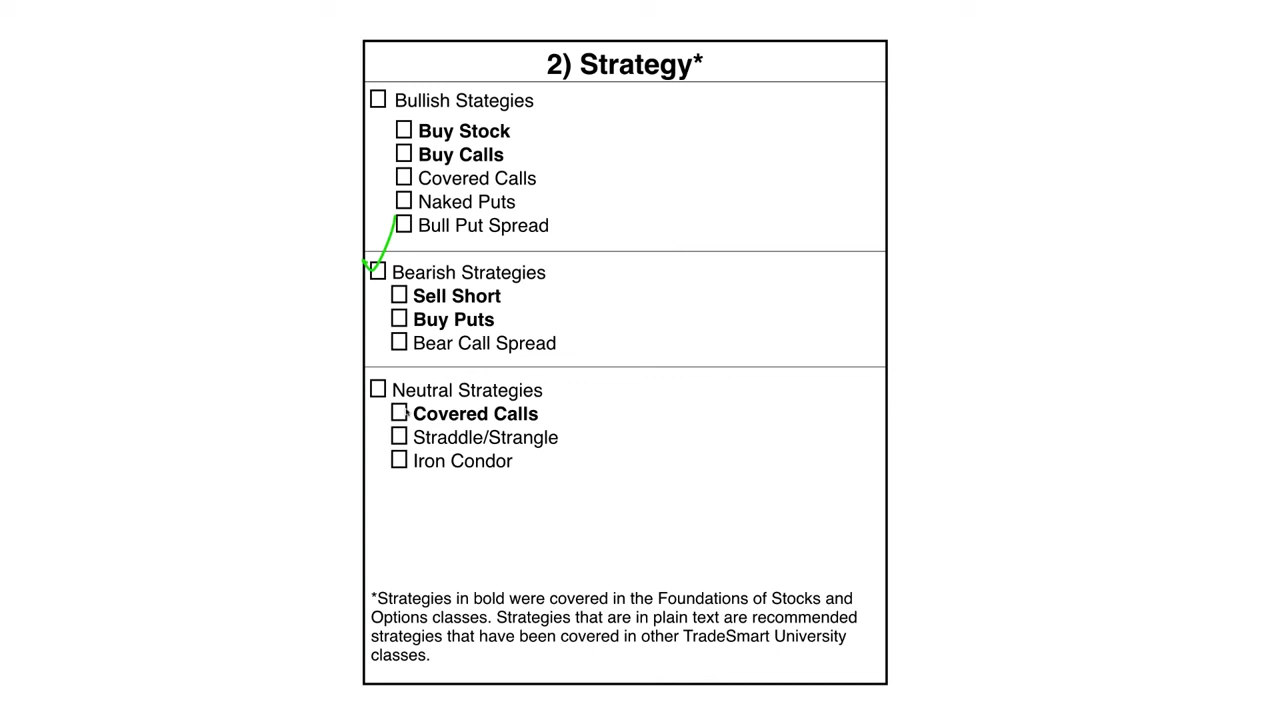 2) Strategy*
Bullish Stategies
Buy Stock
Buy Calls
Covered Calls
Naked Puts
Bull Put Spread
Bearish Strategies
Sell Short
Buy Puts
Bear Call Spread
Neutral Strategies
Covered Calls
Straddle/Strangle
Iron Condor
*Strategies in bold were covered in the Foundations of Stocks and
Options classes. Strategies that are in plain text are recommended
strategies that have been covered in other TradeSmart University
classes.